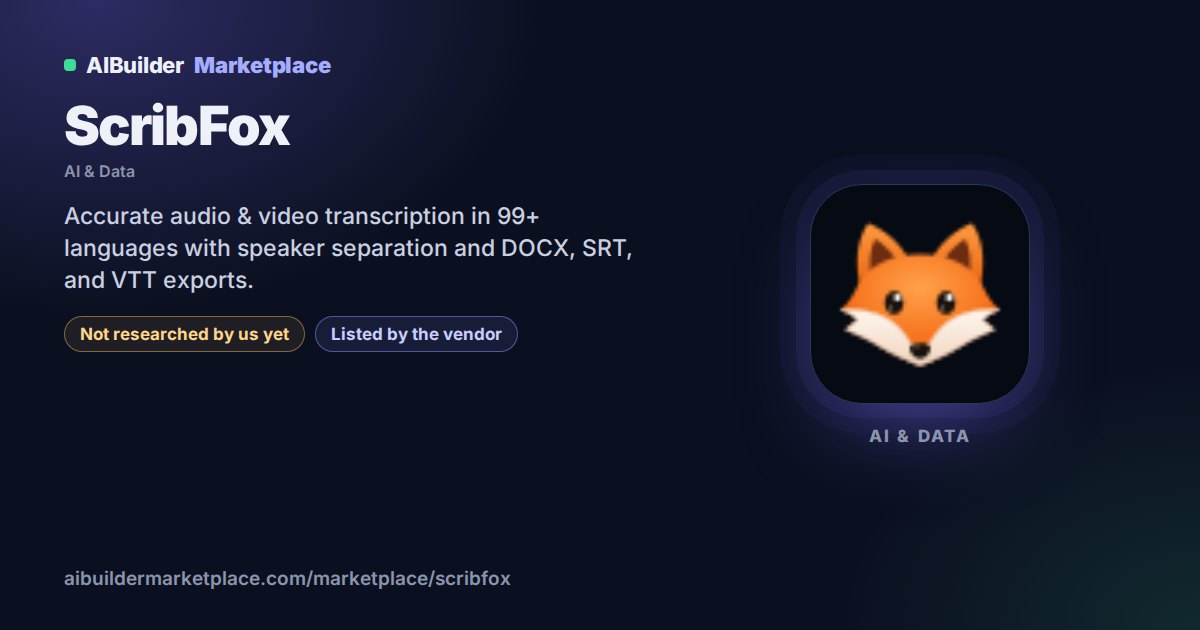 AIBuilder Marketplace
ScribFox
AI & Data
Accurate audio & video transcription in 99+
languages with speaker separation and DOCX, SRT,
and VTT exports.
Not researched by us yet
Listed by the vendor
AI & DATA
aibuildermarketplace.com/marketplace/scribfox